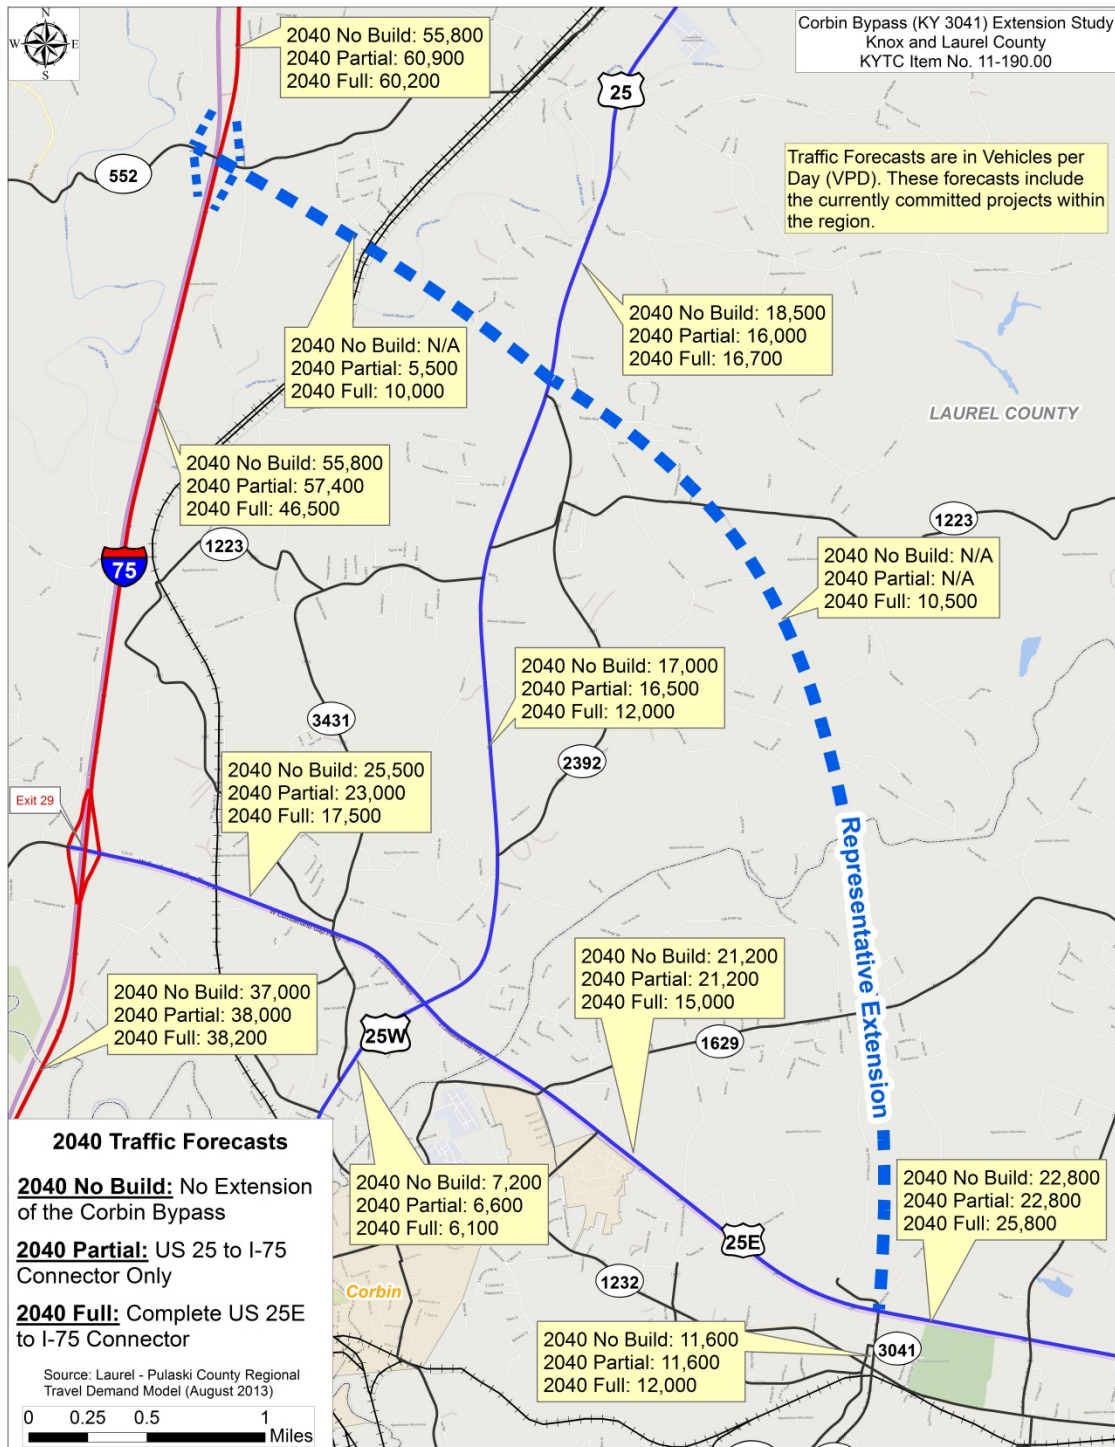 N
W E
S
Corbin Bypass (KY 3041) Extension Study
Knox and Laurel County
KYTC Item No. 11-190.00
2040 No Build: 55,800
2040 Partial: 60,900
2040 Full: 60,200
25
Traffic Forecasts are in Vehicles per
Day (VPD). These forecasts include
the currently committed projects within
the region.
552
2040 No Build: 18,500
2040 Partial: 16,000
2040 Full: 16,700
2040 No Build: N/A
2040 Partial: 5,500
2040 Full: 10,000
LAUREL COUNTY
2040 No Build: 55,800
2040 Partial: 57,400
2040 Full: 46,500
1223
1223
75
2040 No Build: N/A
2040 Partial: N/A
2040 Full: 10,500
2040 No Build: 17,000
2040 Partial: 16,500
2040 Full: 12,000
3431
2392
2040 No Build: 25,500
2040 Partial: 23,000
2040 Full: 17,500
Exit 29
Representative Extension
W Cumberland Gap Pkwy
2040 No Build: 21,200
2040 Partial: 21,200
2040 Full: 15,000
2040 No Build: 37,000
2040 Partial: 38,000
2040 Full: 38,200
25W
1629
2040 Traffic Forecasts
2040 No Build: No Extension
of the Corbin Bypass
2040 Partial: US 25 to I-75
Connector Only
2040 Full: Complete US 25E
to I-75 Connector
Source: Laurel - Pulaski County Regional
Travel Demand Model (August 2013)
0 0.25 0.5 1
Miles
2040 No Build: 7,200
2040 Partial: 6,600
2040 Full: 6,100
2040 No Build: 22,800
2040 Partial: 22,800
2040 Full: 25,800
25E
1232
Corbin
2040 No Build: 11,600
2040 Partial: 11,600
2040 Full: 12,000
3041